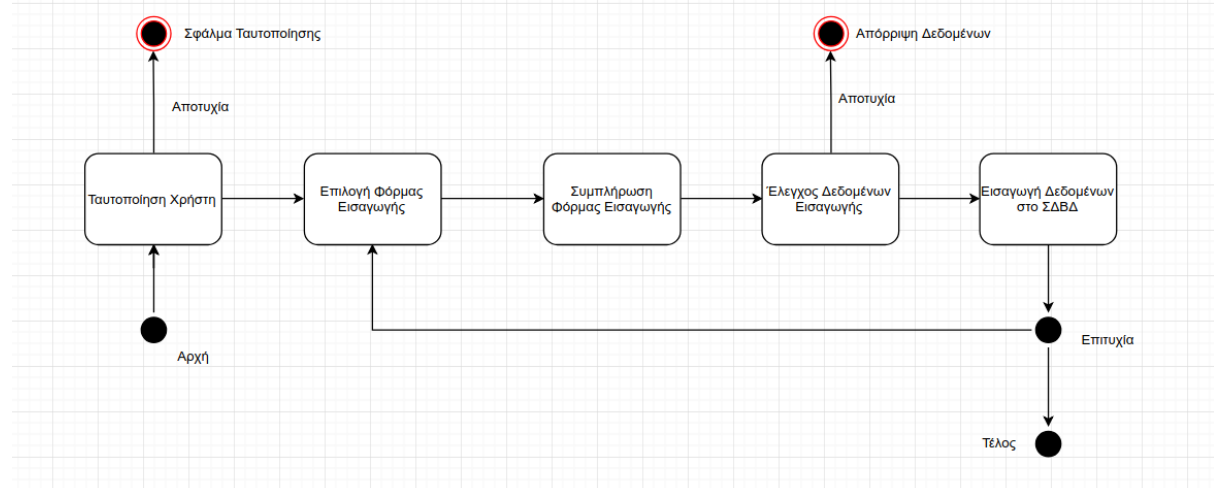 Σφάλμα Ταυτοποίησης
Απόρριψη Δεδομένων
Αποτυχία
Αποτυχία
Ταυτοποίηση Χρήστη
Επιλογή Φόρμας
Εισαγωγής
Συμπλήρωση
Φόρμας Εισαγωγής
Έλεγχος Δεδομένων
Εισαγωγής
Εισαγωγή Δεδομένων
στο ΣΔΒΔ
Αρχή
Επιτυχία
Τέλος